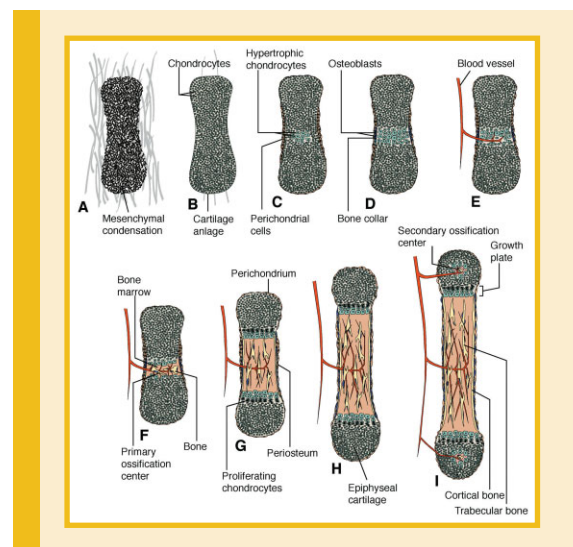 Chondrocytes
Hypertrophic
chondrocytes
Osteoblasts
Blood vessel
A
B
C
D
E
Mesenchymal
condensation
Cartilage
anlage
Perichondrial
cells
Bone collar
Secondary ossification
center
Growth
plate
Bone
marrow
Perichondrium
F
G
H
I
Primary
ossification
center
Bone
Periosteum
Proliferating
chondrocytes
Epiphyseal
cartilage
Cortical bone
Trabecular bone